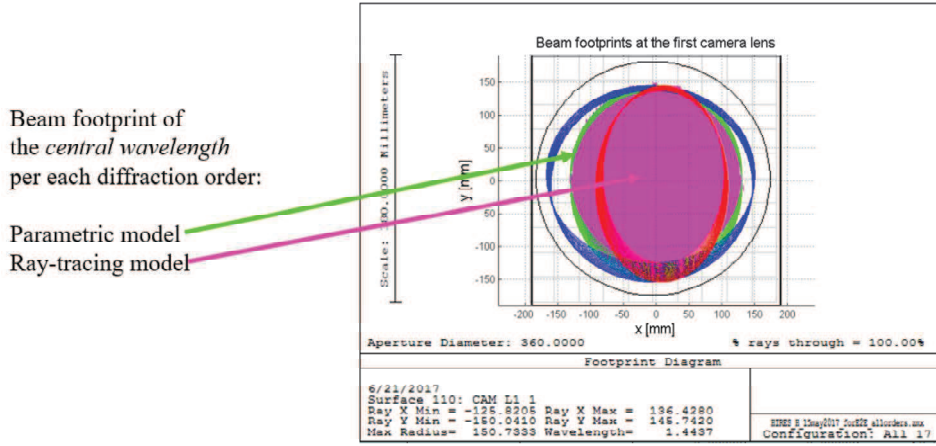 Beam footprint of
the central wavelength
per each diffraction order:
Parametric model
Ray-tracing model
Beam footprints at the first camera lens
Millimeters
Scale:
y [mm]
150
100
50
0
-50
-100
-150
-200 -150 -100 -50 0 50 100 150 200
x [mm]
Aperture Diameter: 360.0000 % rays through = 100.00%
Footprint Diagram
6/21/2017
Surface 110: CAM L1 1
Ray X Min = -125.8205 Ray X Max = 136.4280
Ray Y Min = -150.0410 Ray Y Max = 145.7420
Max Radius= 150.7333 Wavelength= 1.4437
Configuration: All 17